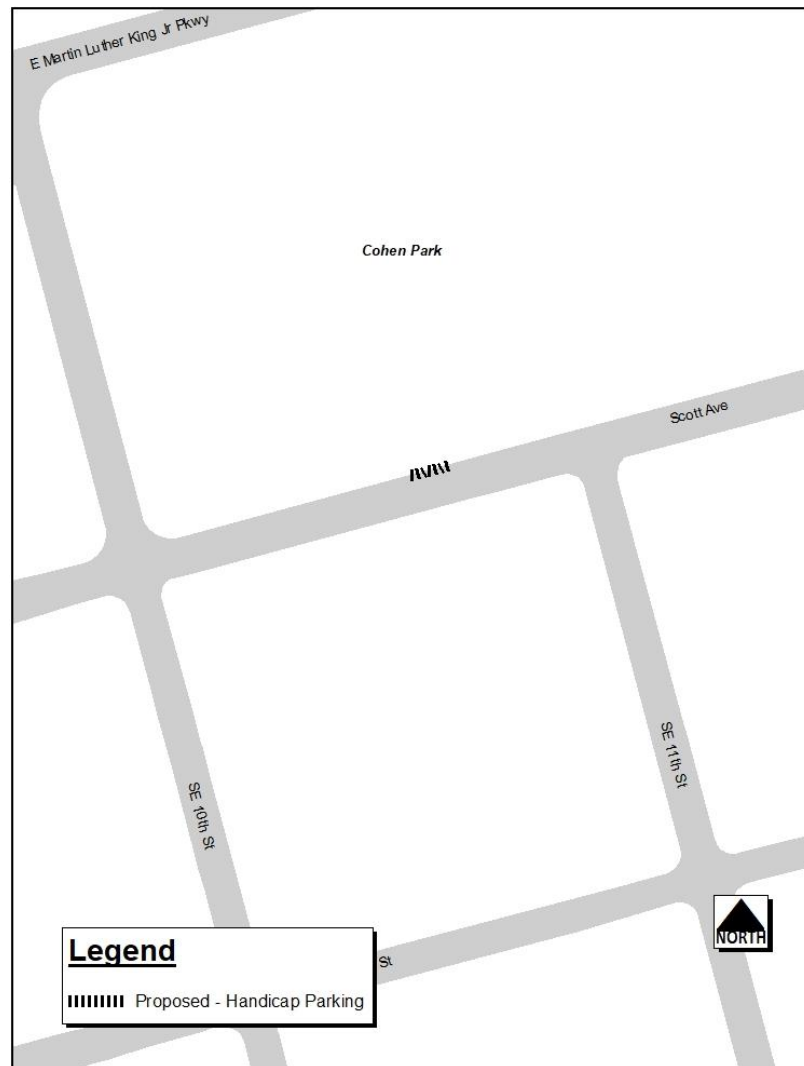 E Martin Luther King Jr Pkwy
Cohen Park
Scott Ave
SE 11th St
SE 10th St
St
NORTH
Legend
Proposed - Handicap Parking